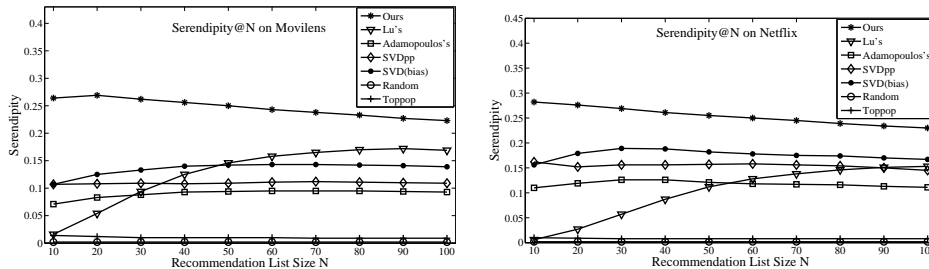 Serendipity@N on Movilens
Ours
Lu's
Adamopoulos's
SVDpp
SVD(bias)
Random
Toppop
0.4
0.35
0.3
0.25
0.2
0.15
0.1
0.05
0
Serendipity
10 20 30 40 50 60 70 80 90 100
Recommendation List Size N
Serendipity@N on Netflix
Ours
Lu's
Adamopoulos's
SVDpp
SVD(bias)
Random
Toppop
0.45
0.4
0.35
0.3
0.25
0.2
0.15
0.1
0.05
0
Serendipity
10 20 30 40 50 60 70 80 90 100
Recommendation List Size N